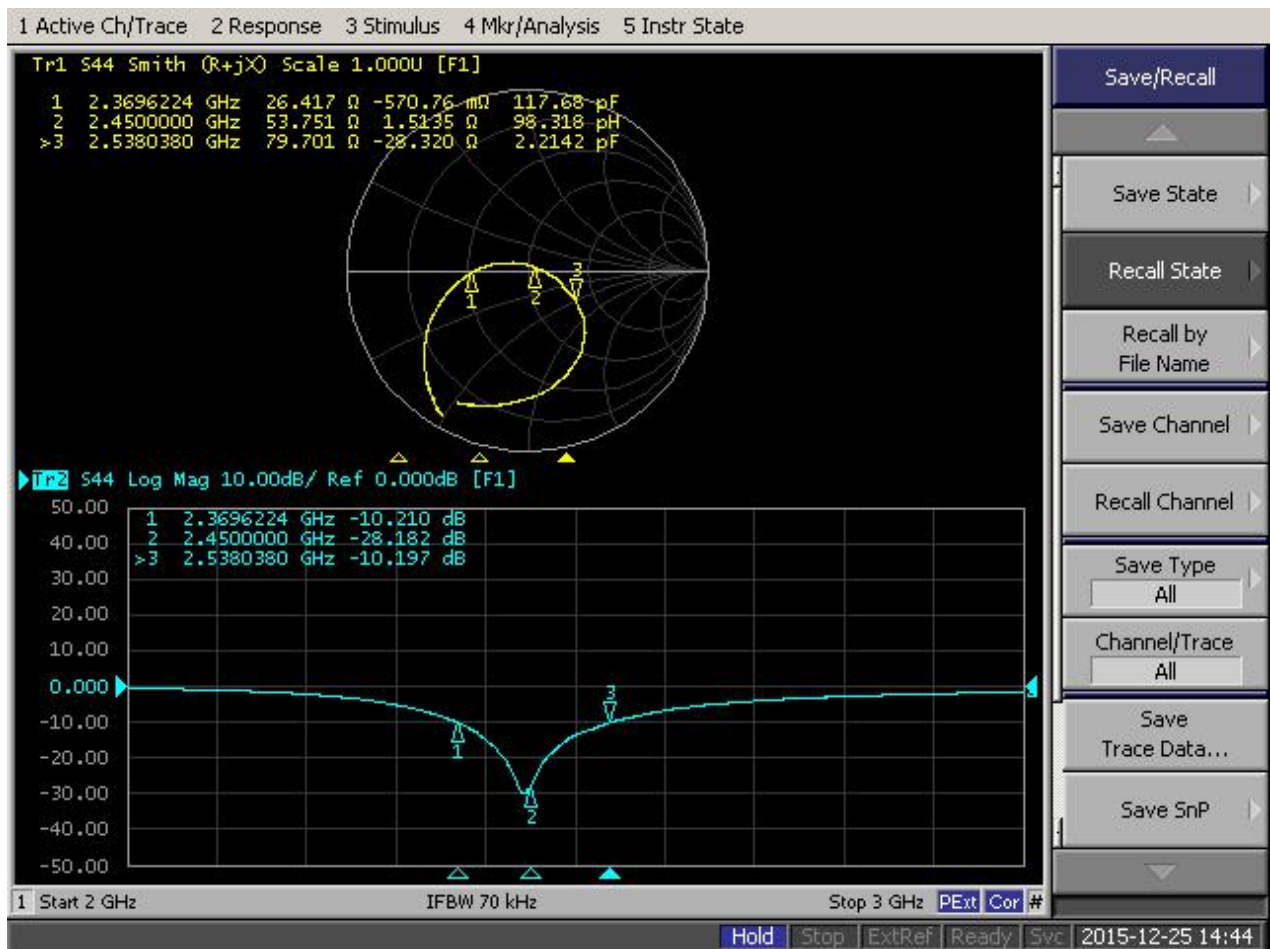 1 Active Ch/Trace 2 Response 3 Stimulus 4 Mkr/Analysis 5 Instr State
Tr1 S44 Smith (R+jX) Scale 1.000U [F1]
1 2.3696224 GHz 26.417 Ω -570.76 mΩ 117.68 pF
2 2.4500000 GHz 53.751 Ω 1.5135 Ω 98.318 pH
>3 2.5380380 GHz 79.701 Ω -28.320 Ω 2.2142 pF
1
2
3
Tr2 S44 Log Mag 10.00dB/ Ref 0.000dB [F1]
50.00
40.00
30.00
20.00
10.00
0.000
-10.00
-20.00
-30.00
-40.00
-50.00
1 2.3696224 GHz -10.210 dB
2 2.4500000 GHz -28.182 dB
>3 2.5380380 GHz -10.197 dB
1
2
3
1 Start 2 GHz IFBW 70 kHz Stop 3 GHz PExt Cor #
Save/Recall
Save State
Recall State
Recall by
File Name
Save Channel
Recall Channel
Save Type
All
Channel/Trace
All
Save
Trace Data...
Save SnP
Hold Stop ExtRef Ready Svc 2015-12-25 14:44